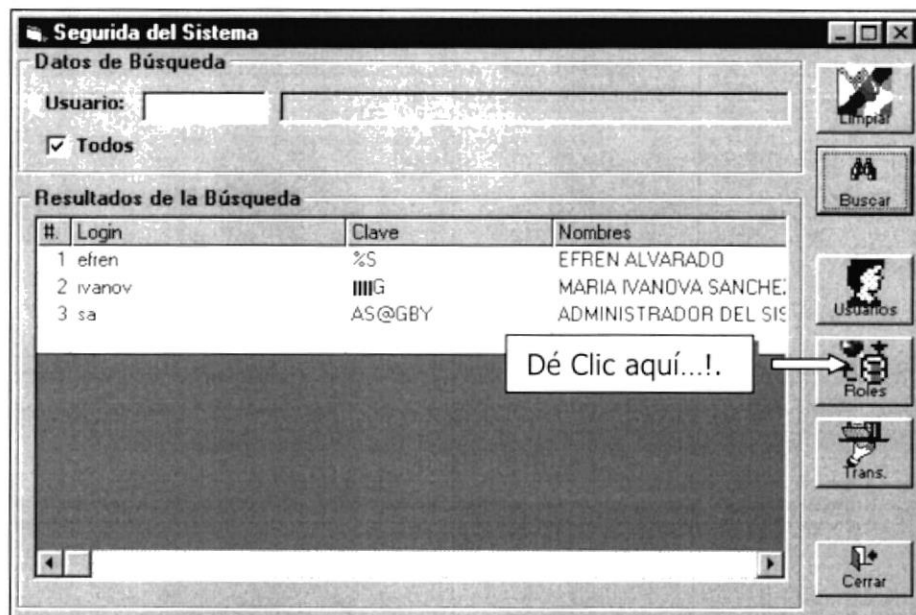 Segurida del Sistema
Datos de Búsqueda
Usuario:
Todos
Limpiar
Buscar
Resultados de la Búsqueda
#. Login Clave Nombres
1 efren %S EFREN ALVARADO
2 ivanov G MARIA IVANOVA SANCHEZ
3 sa AS@GBY ADMINISTRADOR DEL SIS
Usuarios
Dé Clic aquí...!.
Roles
Trans.
Cerrar